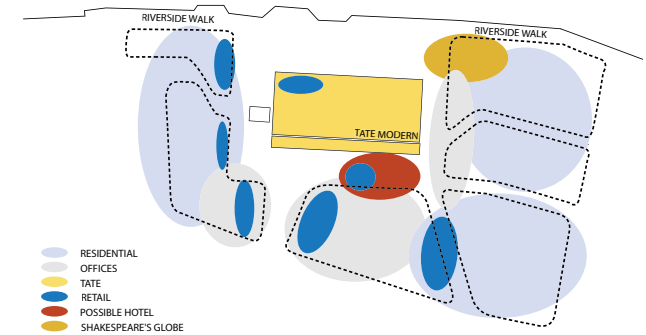 RIVERSIDE WALK
RIVERSIDE WALK
TATE MODERN
RESIDENTIAL
OFFICES
TATE
RETAIL
POSSIBLE HOTEL
SHAKESPEARE'S GLOBE